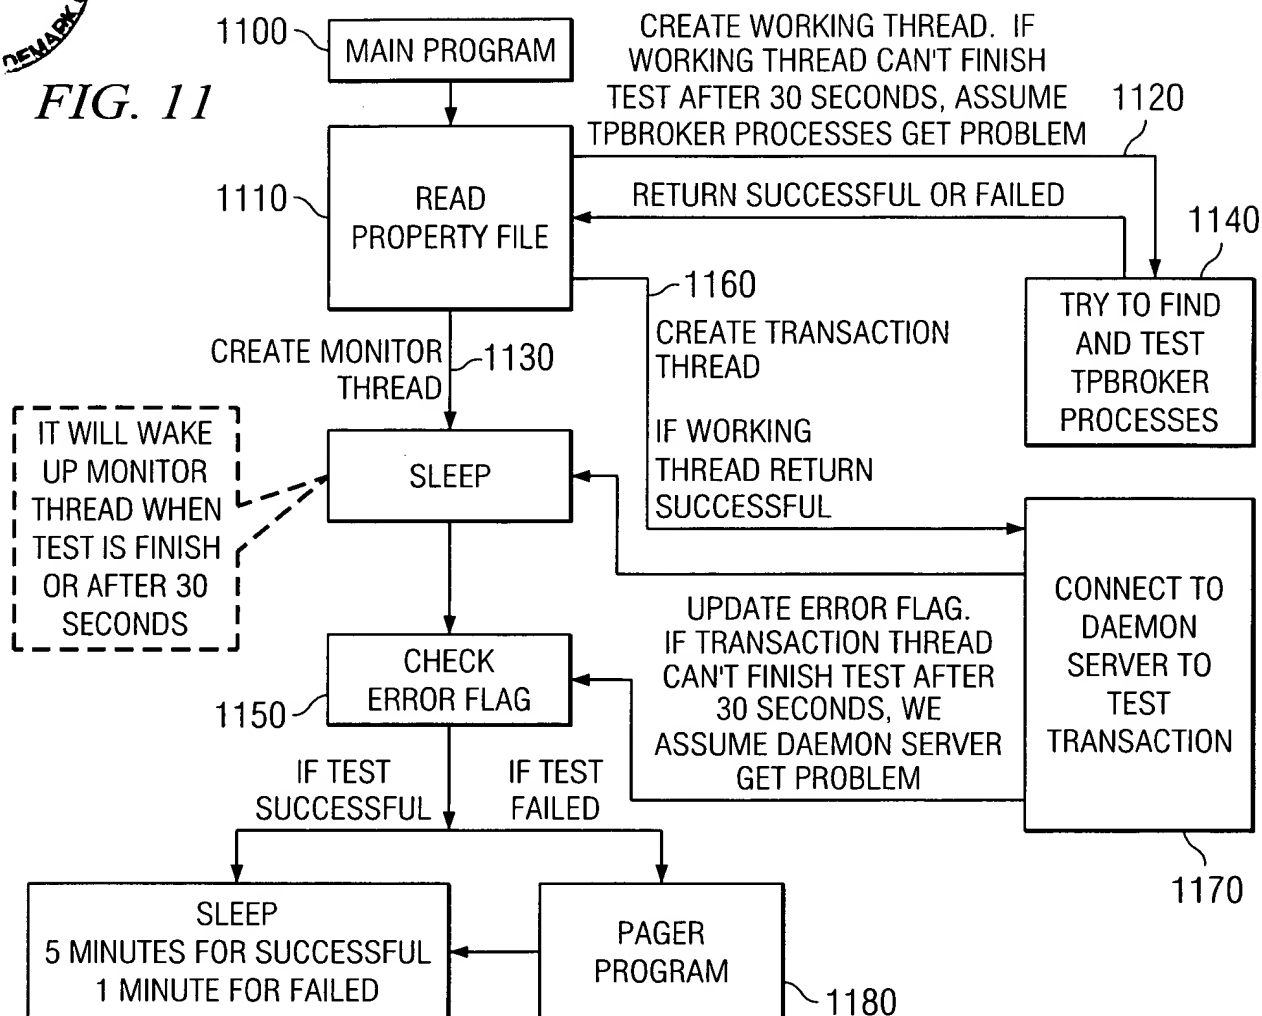 DEMARK
FIG. 11
1100
MAIN PROGRAM
CREATE WORKING THREAD. IF
WORKING THREAD CAN'T FINISH
TEST AFTER 30 SECONDS, ASSUME
TPBROKER PROCESSES GET PROBLEM
1120
1110
READ
PROPERTY FILE
RETURN SUCCESSFUL OR FAILED
1140
TRY TO FIND
AND TEST
TPBROKER
PROCESSES
1160
CREATE TRANSACTION
THREAD
CREATE MONITOR
THREAD
1130
IT WILL WAKE
UP MONITOR
THREAD WHEN
TEST IS FINISH
OR AFTER 30
SECONDS
SLEEP
IF WORKING
THREAD RETURN
SUCCESSFUL
CONNECT TO
DAEMON
SERVER TO
TEST
TRANSACTION
1170
UPDATE ERROR FLAG.
IF TRANSACTION THREAD
CAN'T FINISH TEST AFTER
30 SECONDS, WE
ASSUME DAEMON SERVER
GET PROBLEM
CHECK
ERROR FLAG
1150
IF TEST
SUCCESSFUL
IF TEST
FAILED
SLEEP
5 MINUTES FOR SUCCESSFUL
1 MINUTE FOR FAILED
PAGER
PROGRAM
1180